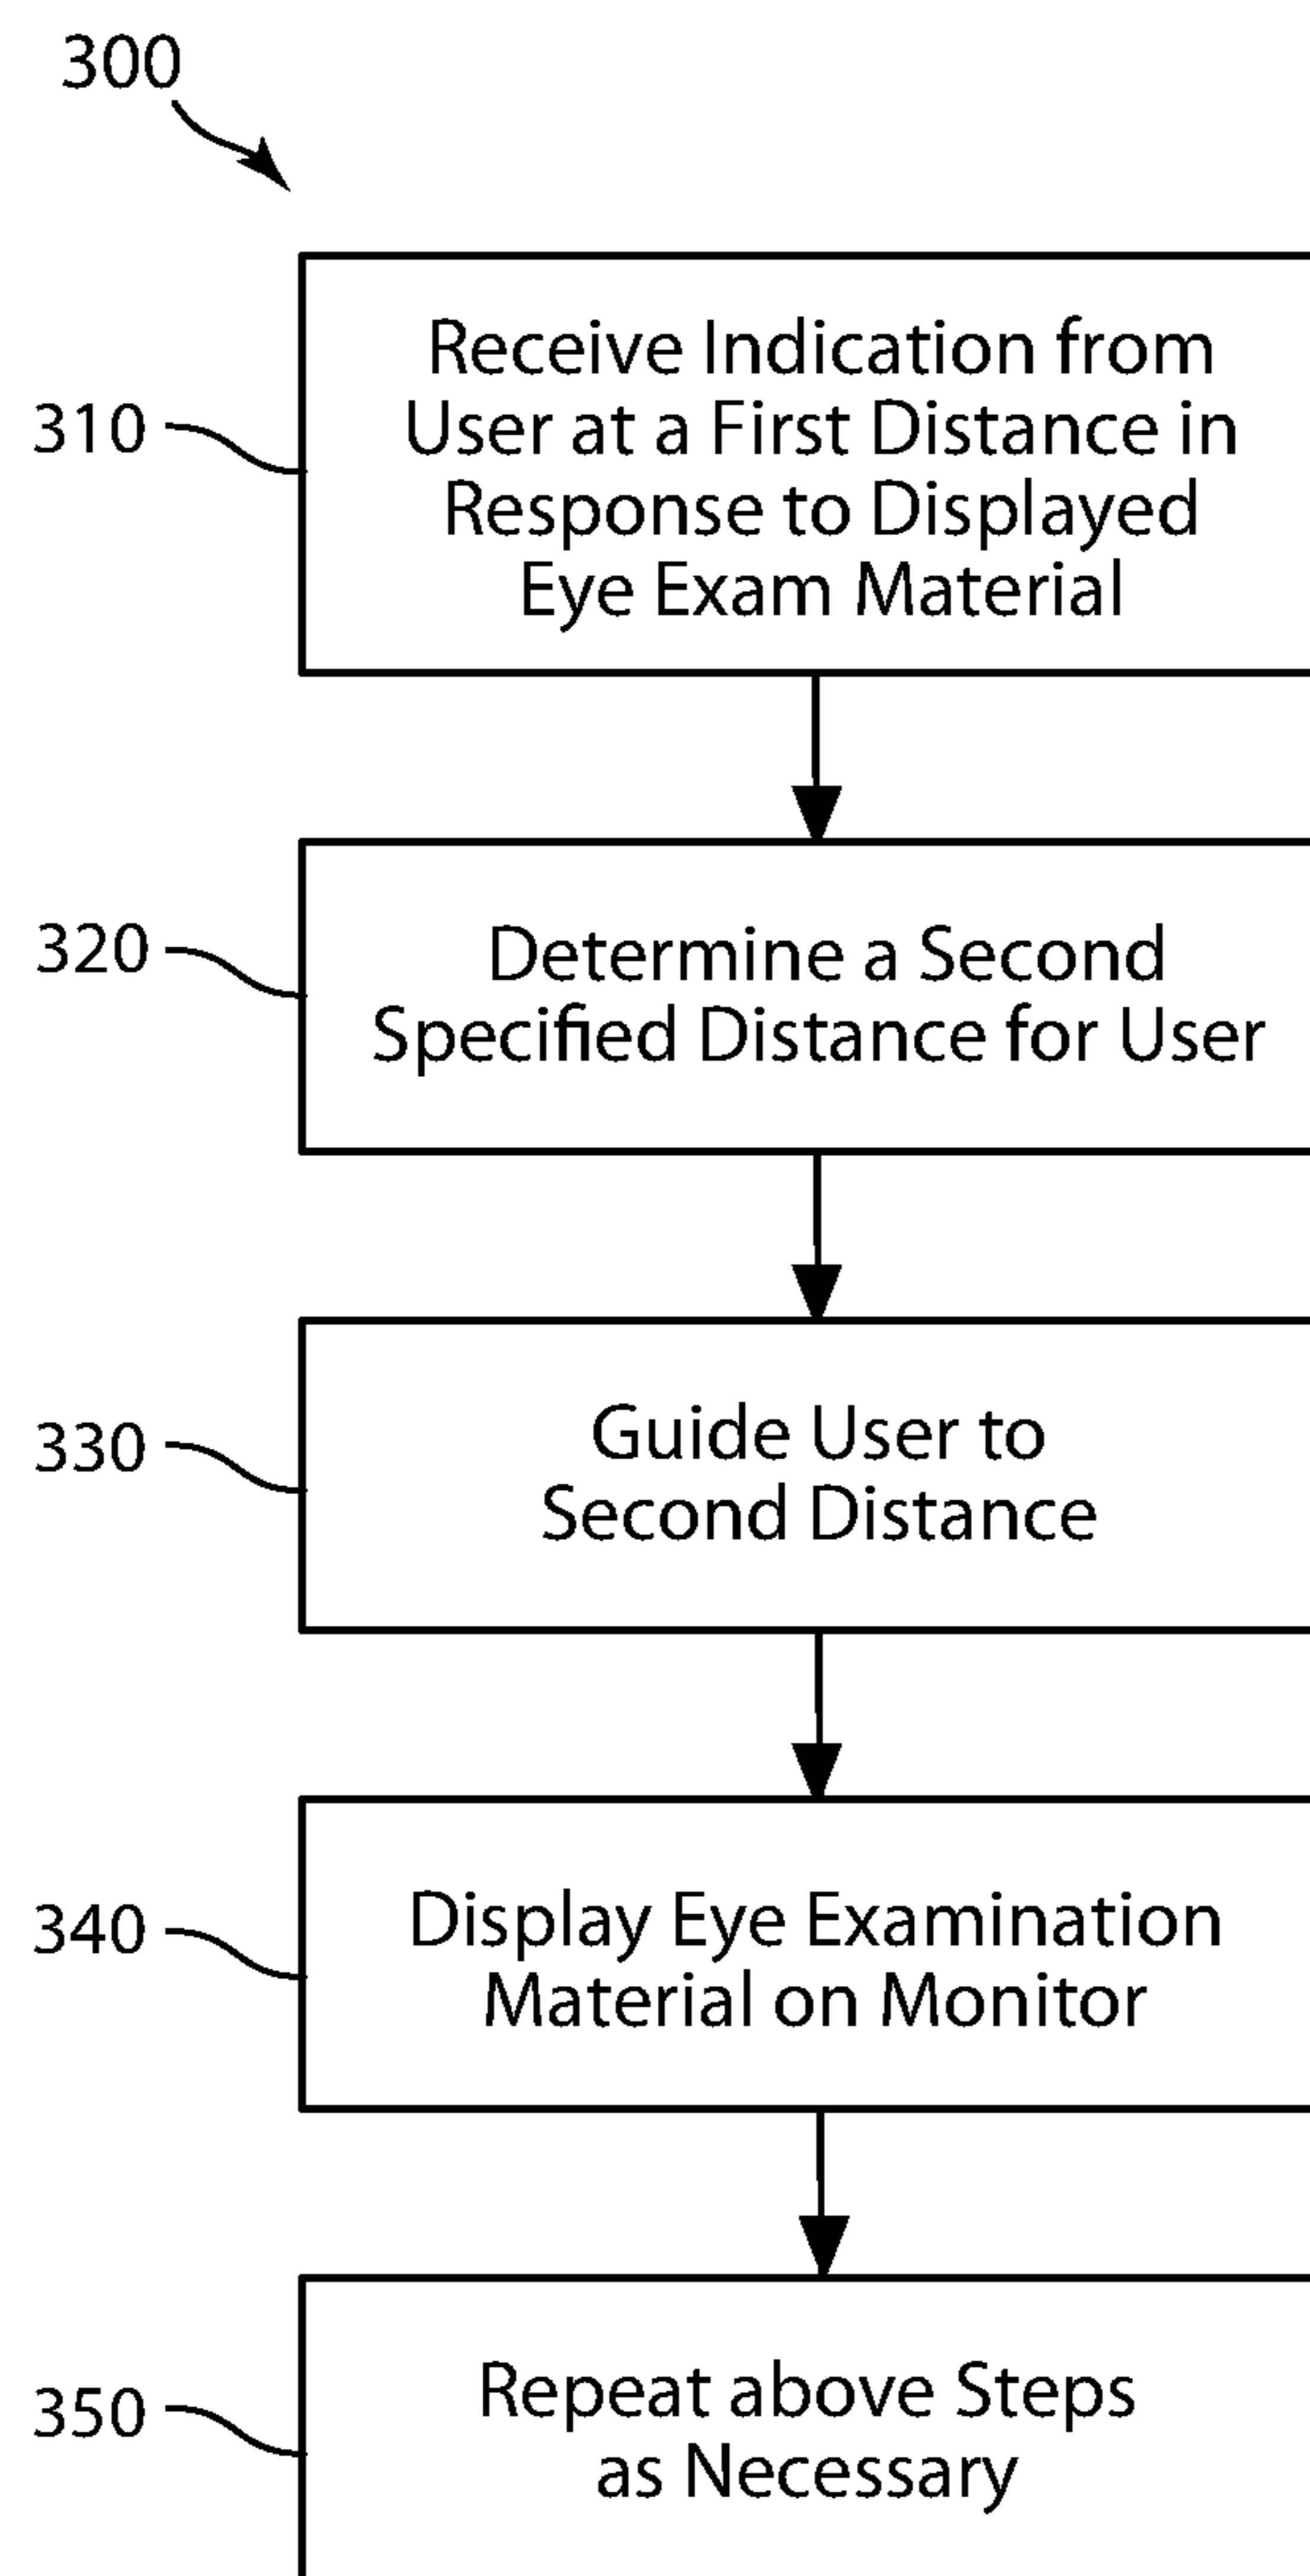 300
310
Receive Indication from
User at a First Distance in
Response to Displayed
Eye Exam Material
320
Determine a Second
Specified Distance for User
330
Guide User to
Second Distance
340
Display Eye Examination
Material on Monitor
350
Repeat above Steps
as Necessary